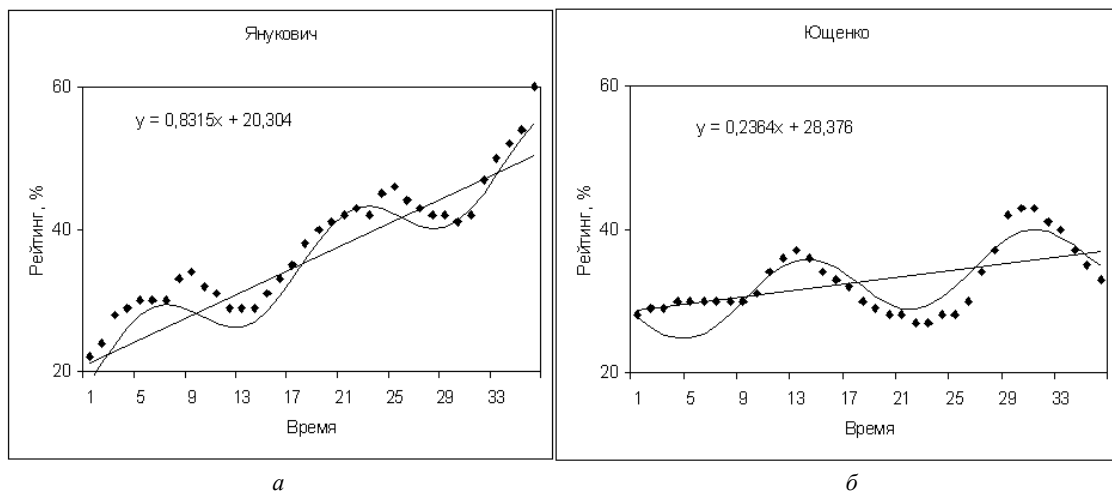 Янукович
60
y = 0,8315x + 20,304
40
20
Рейтинг, %
1 5 9 13 17 21 25 29 33
Время
а
Ющенко
60
y = 0,2364x + 28,376
40
20
Рейтинг, %
1 5 9 13 17 21 25 29 33
Время
б